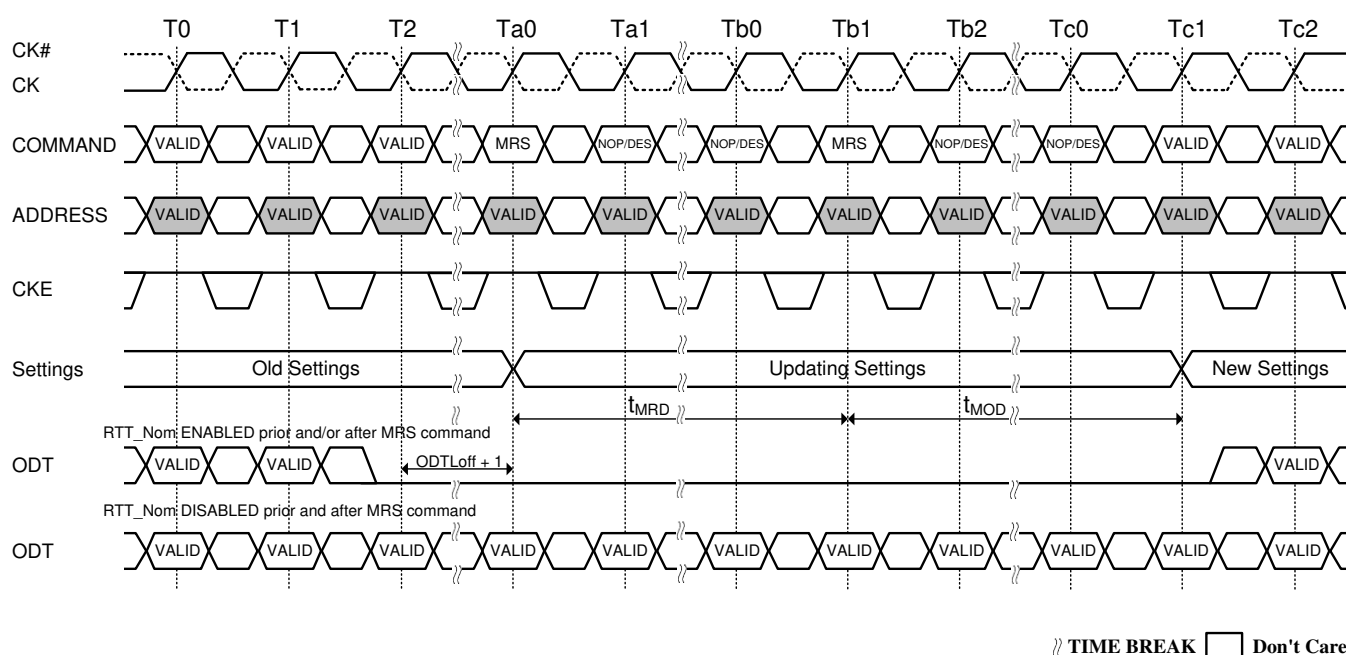 T0 T1 T2 Ta0 Ta1 Tb0 Tb1 Tb2 Tc0 Tc1 Tc2
CK#
CK
COMMAND VALID VALID VALID MRS NOP/DES NOP/DES MRS NOP/DES NOP/DES VALID VALID
ADDRESS VALID VALID VALID VALID VALID VALID VALID VALID VALID VALID VALID
CKE
Settings Old Settings Updating Settings New Settings
tMRD tMOD
RTT_Nom ENABLED prior and/or after MRS command
ODT VALID VALID ODTLoff + 1 VALID
RTT_Nom DISABLED prior and after MRS command
ODT VALID VALID VALID VALID VALID VALID VALID VALID VALID VALID VALID
TIME BREAK Don't Care